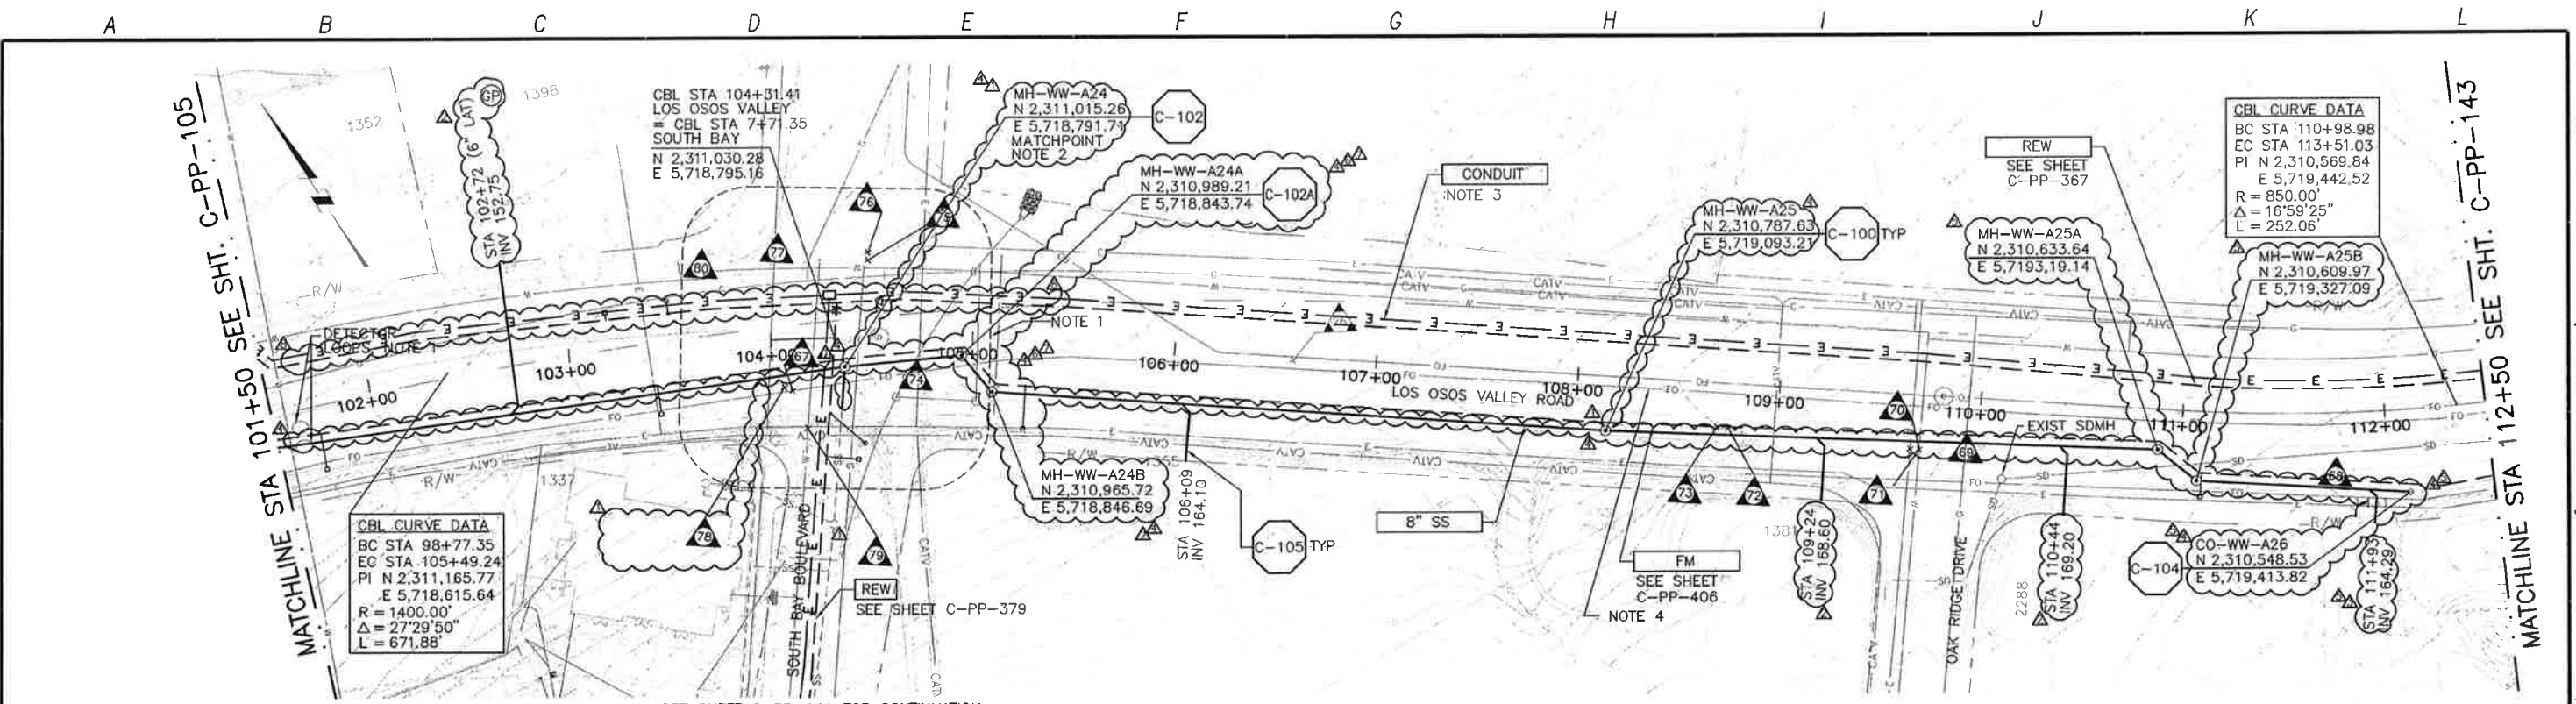 A B C D E F G H I J K L
MATCHLINE STA 101+50 SEE SHT. C-PP-105
1352
STA 102+72 (6" LAT)
INV 152.75
GP
1398
CBL STA 104+31.41
LOS OSOS VALLEY
= CBL STA 7+71.35
SOUTH BAY
N 2,311,030.28
E 5,718,795.16
MH-WW-A24
N 2,311,015.26
E 5,718,791.71
MATCHPOINT
NOTE 2
C-102
MH-WW-A24A
N 2,310,989.21
E 5,718,843.74
C-102A
CONDUIT
NOTE 3
MH-WW-A25
N 2,310,787.63
E 5,719,093.21
C-100 TYP
REW
SEE SHEET
C-PP-367
MH-WW-A25A
N 2,310,633.64
E 5,7193,19.14
CBL CURVE DATA
BC STA 110+98.98
EC STA 113+51.03
PI N 2,310,569.84
E 5,719,442.52
R = 850.00'
Δ = 16°59'25"
L = 252.06'
MH-WW-A25B
N 2,310,609.97
E 5,719,327.09
R/W
MATCHLINE STA 112+50 SEE SHT. C-PP-143
76
75
77
80
R/W
DETECTOR
LOOPS, NOTE 1
NOTE 1
102+00
103+00
104+00
67
105+00
74
106+00
107+00
LOS OSOS VALLEY ROAD
108+00
109+00
70
110+00
111+00
112+00
EXIST SDMH
69
68
R/W
1337
CBL CURVE DATA
BC STA 98+77.35
EC STA 105+49.24
PI N 2,311,165.77
E 5,718,615.64
R = 1400.00'
Δ = 27°29'50"
L = 671.88'
78
SOUTH BAY BOULEVARD
79
REW
SEE SHEET C-PP-379
R/W
MH-WW-A24B
N 2,310,965.72
E 5,718,846.69
STA 106+09
INV 164.10
C-105 TYP
8" SS
73
72
71
FM
SEE SHEET
C-PP-406
NOTE 4
1381
STA 109+24
INV 168.60
OAK RIDGE DRIVE
2288
STA 110+44
INV 169.20
C-104
CO-WW-A26
N 2,310,548.53
E 5,719,413.82
R/W
STA 111+93
INV 164.29